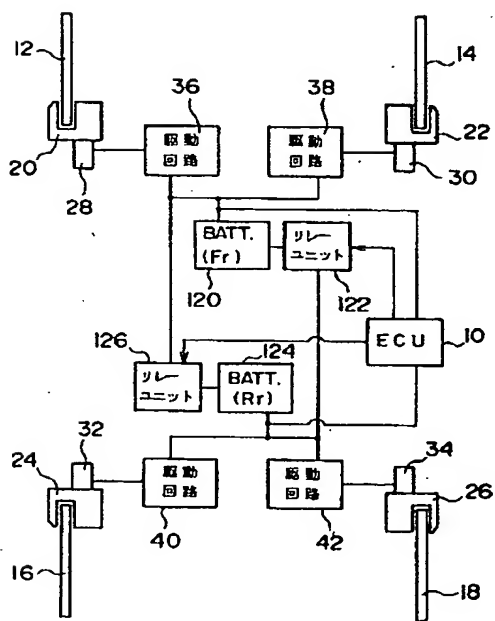 12
14
36
38
駆動
回路
駆動
回路
20
22
28
30
BATT.
(Fr)
リレー
ユニット
120
122
126
124
ECU
10
リレー
ユニット
BATT.
(Rr)
32
34
24
26
駆動
回路
駆動
回路
40
42
16
18